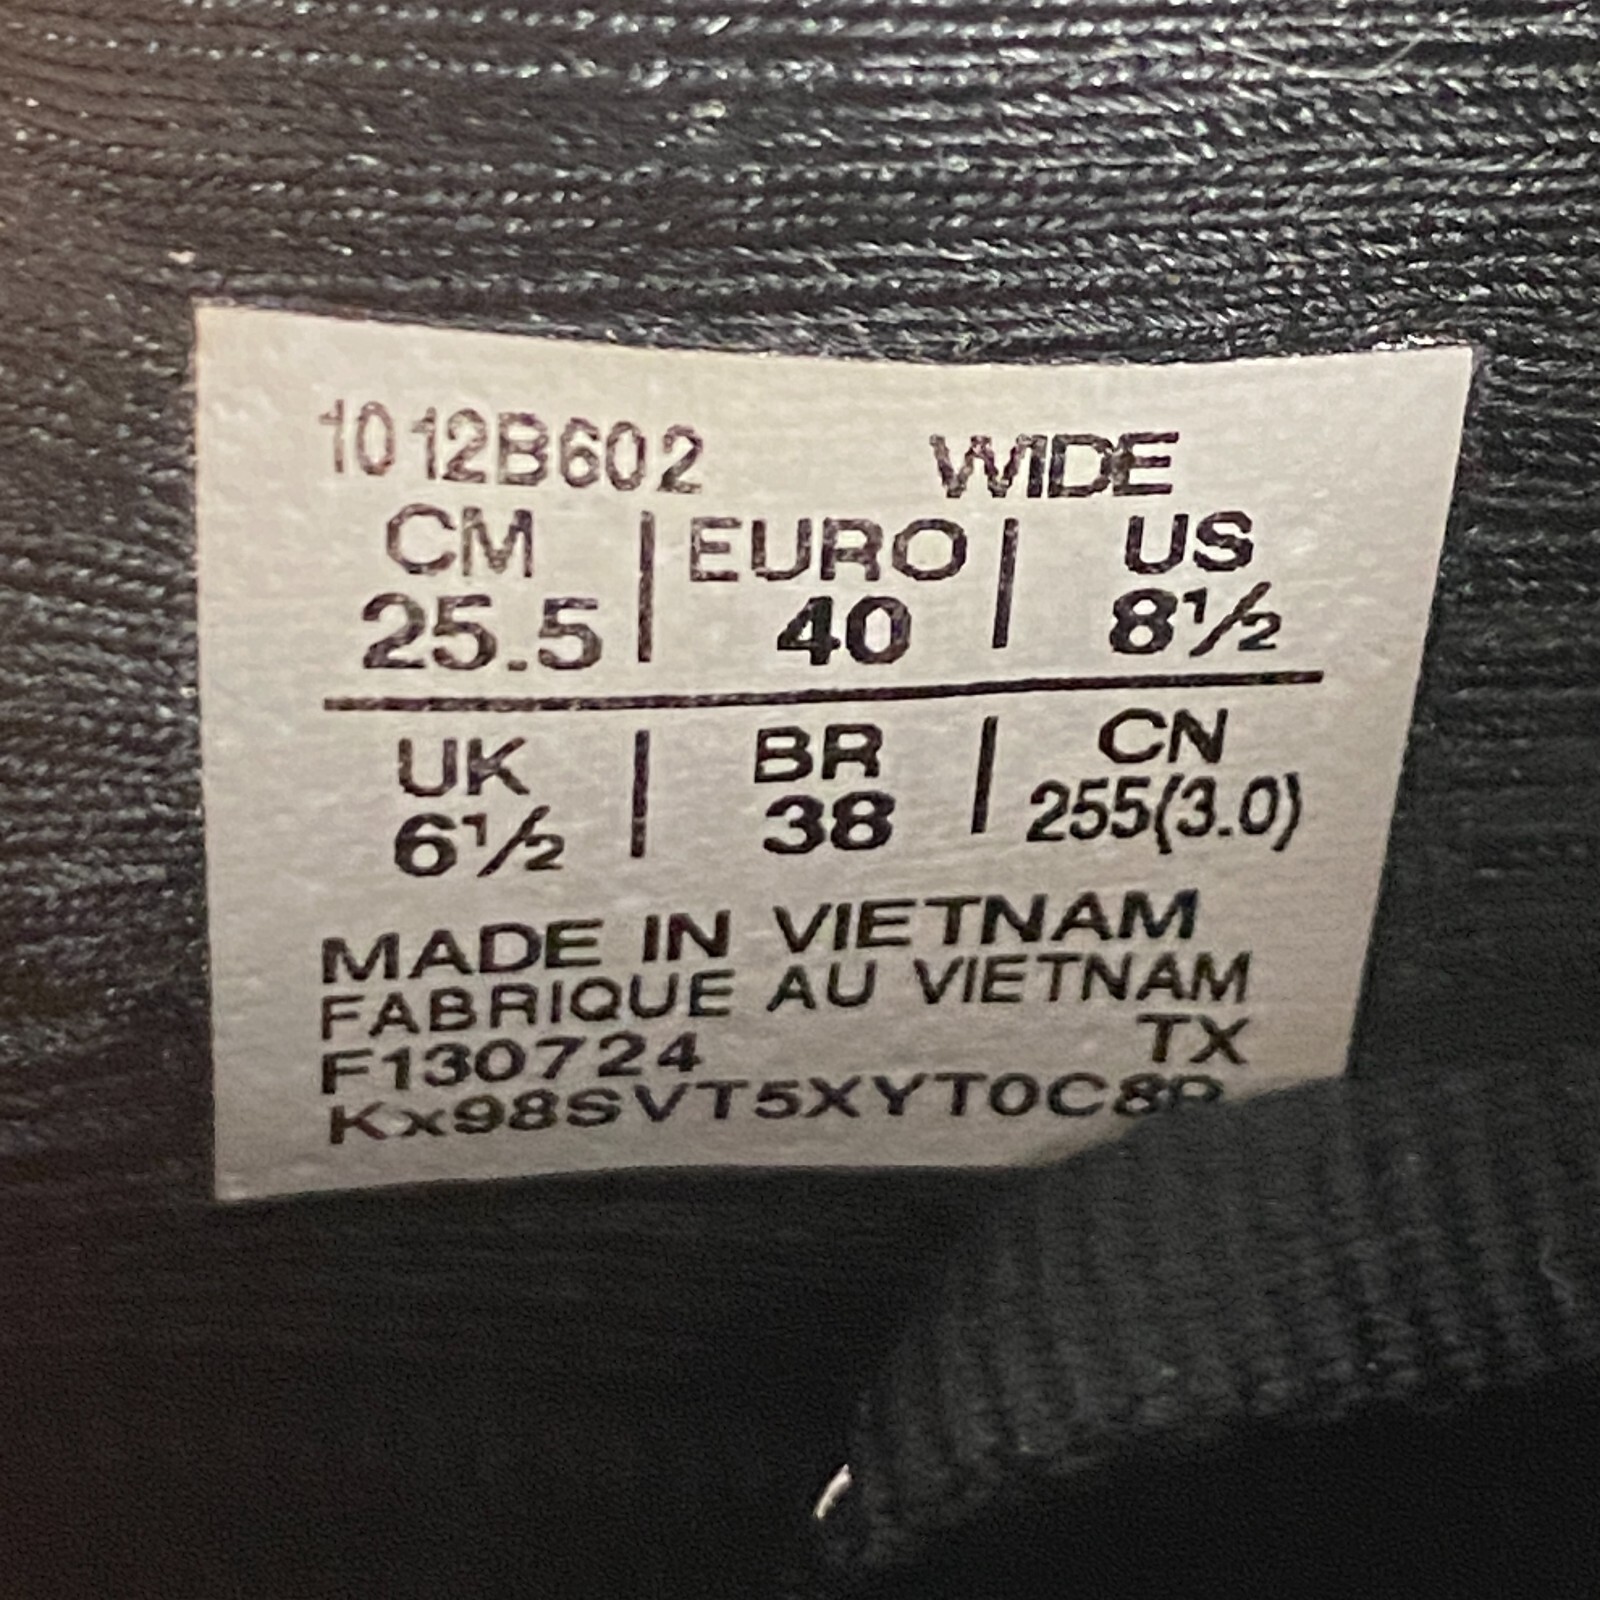 1012B602 WIDE
CM | EURO | US
25.5 | 40 | 8½
UK | BR | CN
6½ | 38 | 255(3.0)
MADE IN VIETNAM
FABRIQUE AU VIETNAM
F130724 TX